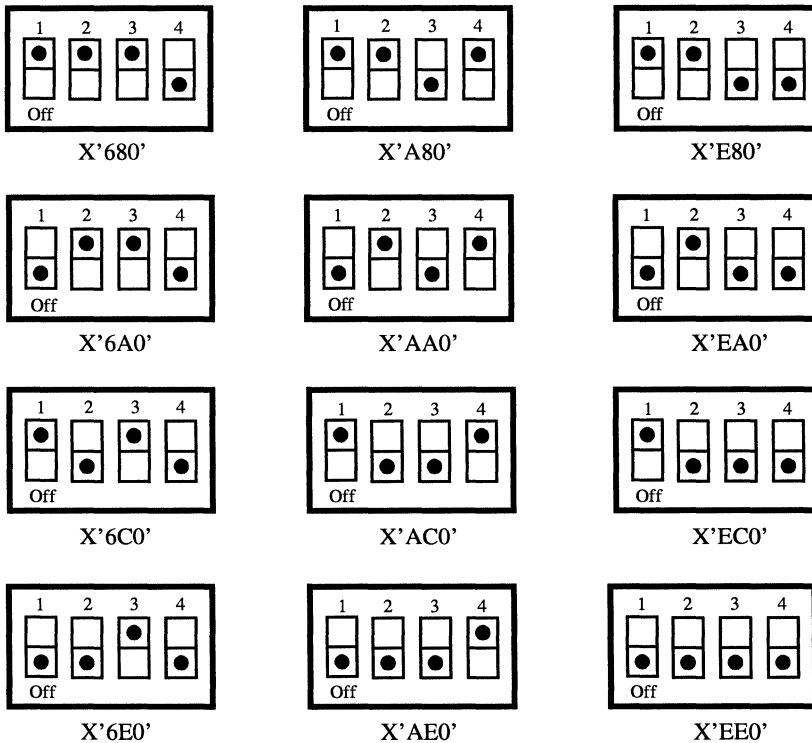 1 2 3 4 1 2 3 4 1 2 3 4
Off Off Off
X’680’ X’A80’ X’E80’
1 2 3 4 1 2 3 4 1 2 3 4
Off Off Off
X’6A0’ X’AA0’ X’EA0’
1 2 3 4 1 2 3 4 1 2 3 4
Off Off Off
X’6C0’ X’AC0’ X’EC0’
1 2 3 4 1 2 3 4 1 2 3 4
Off Off Off
X’6E0’ X’AE0’ X’EE0’